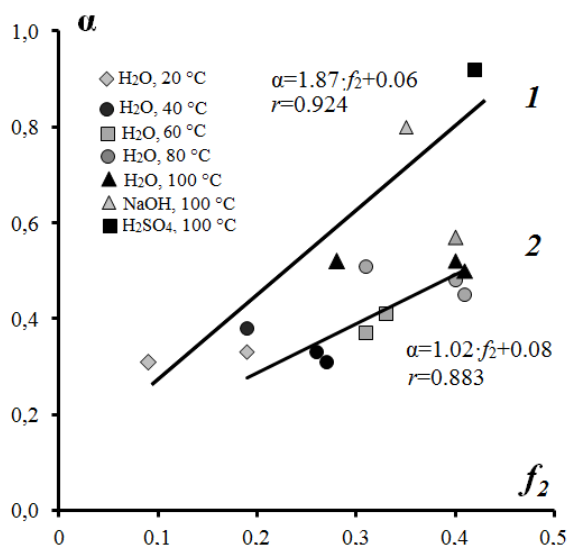 α
1,0
0,8
0,6
0,4
0,2
0,0
H2O, 20 °C
H2O, 40 °C
H2O, 60 °C
H2O, 80 °C
H2O, 100 °C
NaOH, 100 °C
H2SO4, 100 °C
α=1.87·f2+0.06
r=0.924
1
2
α=1.02·f2+0.08
r=0.883
f2
0
0,1
0,2
0,3
0,4
0,5